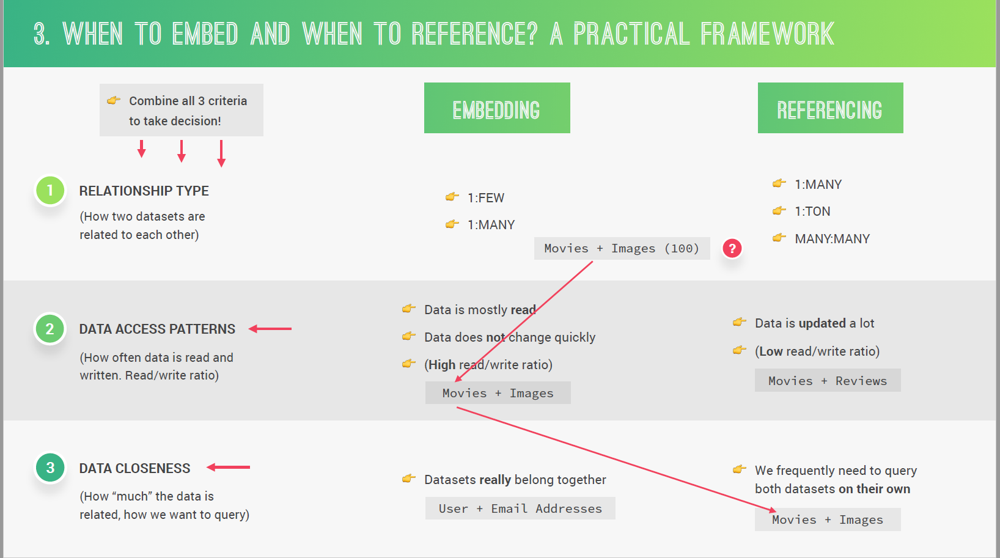 3. WHEN TO EMBED AND WHEN TO REFERENCE? A PRACTICAL FRAMEWORK
👉 Combine all 3 criteria
to take decision!
EMBEDDING
REFERENCING
1
RELATIONSHIP TYPE
(How two datasets are
related to each other)
👉 1:FEW
👉 1:MANY
Movies + Images (100)
?
👉 1:MANY
👉 1:TON
👉 MANY:MANY
2
DATA ACCESS PATTERNS
(How often data is read and
written. Read/write ratio)
👉 Data is mostly read
👉 Data does not change quickly
👉 (High read/write ratio)
Movies + Images
👉 Data is updated a lot
👉 (Low read/write ratio)
Movies + Reviews
3
DATA CLOSENESS
(How “much” the data is
related, how we want to query)
👉 Datasets really belong together
User + Email Addresses
👉 We frequently need to query
both datasets on their own
Movies + Images